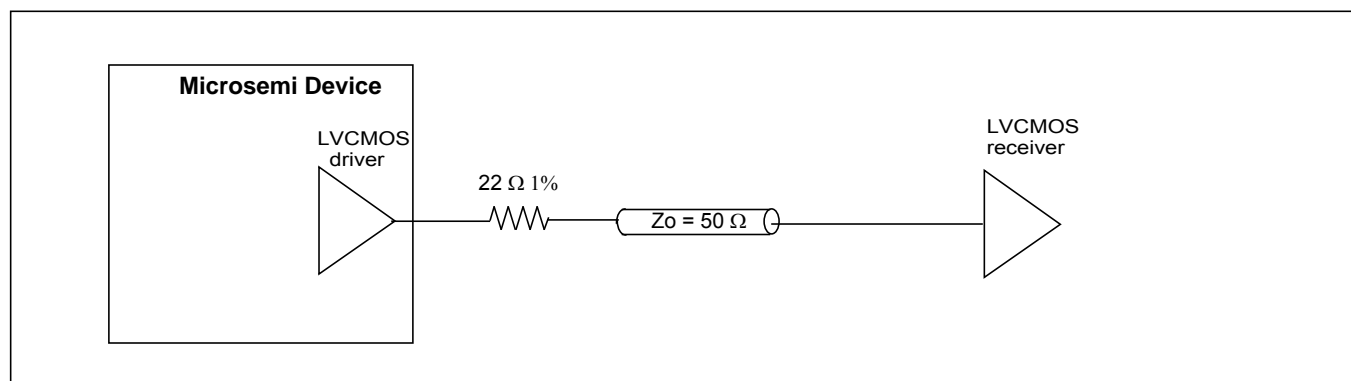 Microsemi Device
LVCMOS
driver
22 Ω 1%
Zo = 50 Ω
LVCMOS
receiver